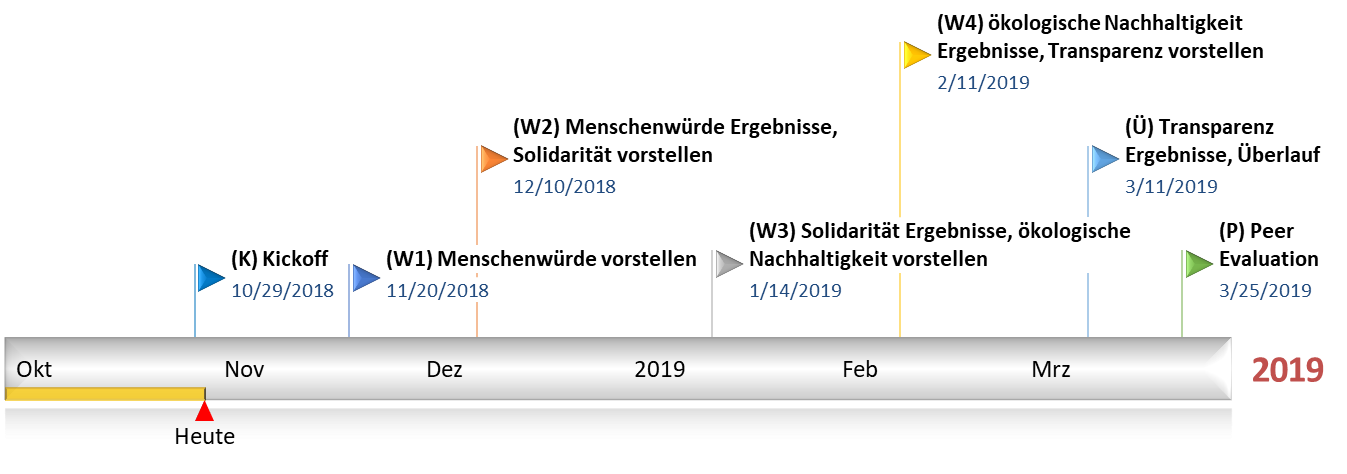 (W4) ökologische Nachhaltigkeit
Ergebnisse, Transparenz vorstellen
2/11/2019
(W2) Menschenwürde Ergebnisse,
Solidarität vorstellen
12/10/2018
(Ü) Transparenz
Ergebnisse, Überlauf
3/11/2019
(K) Kickoff
10/29/2018
(W1) Menschenwürde vorstellen
11/20/2018
(W3) Solidarität Ergebnisse, ökologische
Nachhaltigkeit vorstellen
1/14/2019
(P) Peer
Evaluation
3/25/2019
Okt Nov Dez 2019 Feb Mrz 2019
Heute